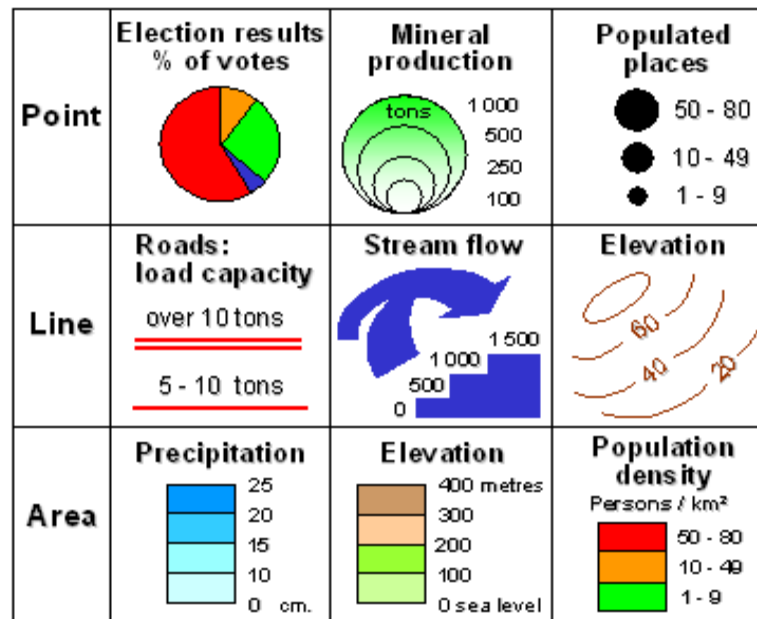 Point
Election results
% of votes
Mineral
production
tons
1 000
500
250
100
Populated
places
50 - 80
10 - 49
1 - 9
Line
Roads:
load capacity
over 10 tons
5 - 10 tons
Stream flow
1 500
1 000
500
0
Elevation
60
40
20
Area
Precipitation
25
20
15
10
0 cm.
Elevation
400 metres
300
200
100
0 sea level
Population
density
Persons / km²
50 - 80
10 - 49
1 - 9